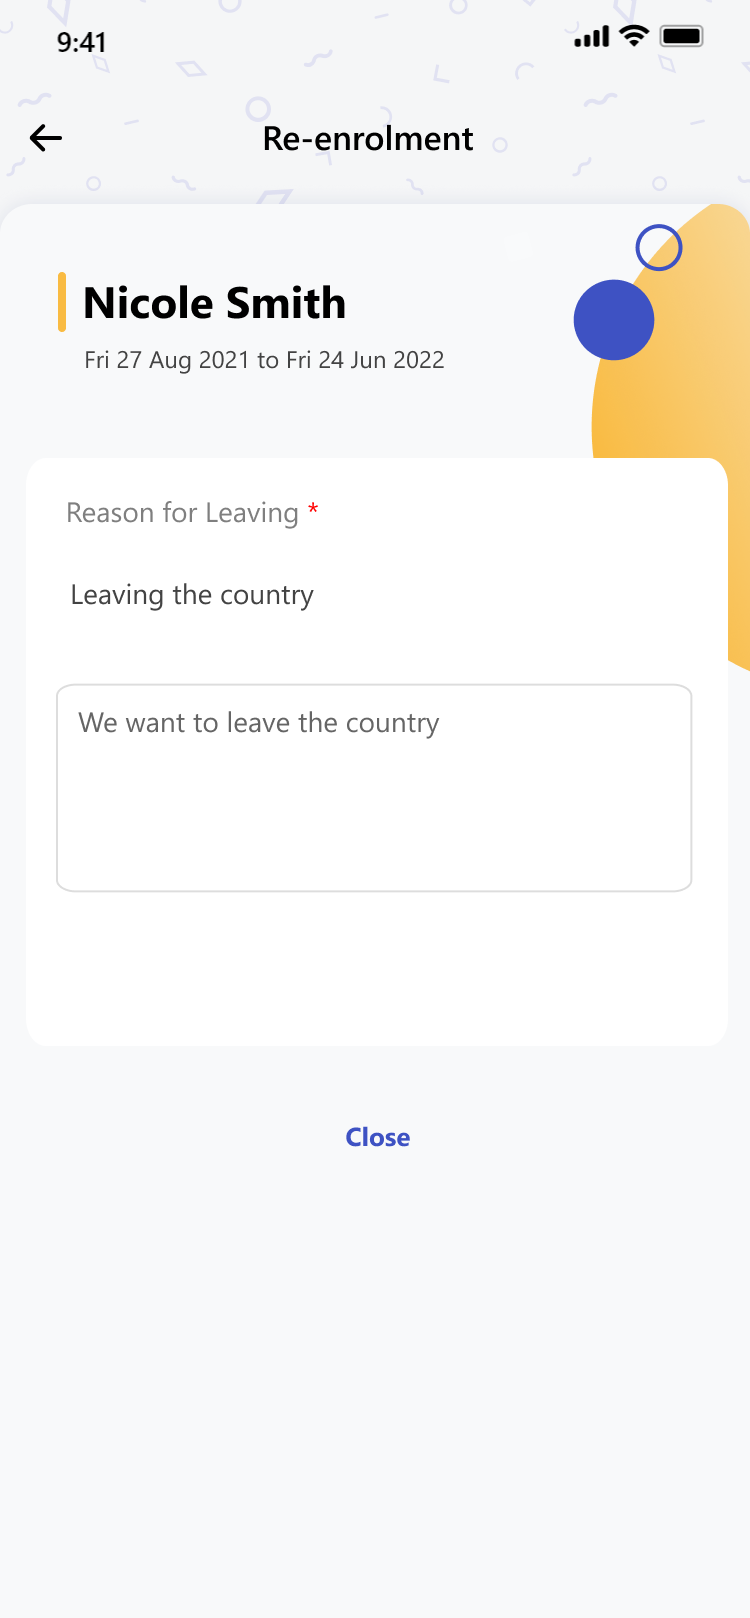 9:41
Re-enrolment
Nicole Smith
Fri 27 Aug 2021 to Fri 24 Jun 2022
Reason for Leaving *
Leaving the country
We want to leave the country
Close